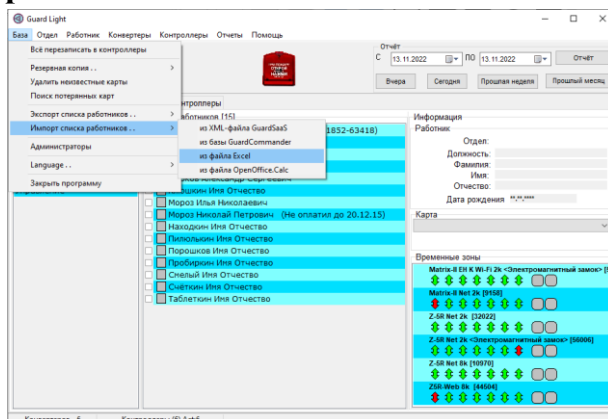 Guard Light
База Отдел Работник Конвертеры Контроллеры Отчеты Помощь
Всё перезаписать в контроллеры
Резервная копия . .
Удалить неизвестные карты
Поиск потерянных карт
Экспорт списка работников . .
Импорт списка работников . .
Администраторы
Language . .
Закрыть программу
из XML-файла GuardSaaS
из базы GuardCommander
из файла Excel
из файла OpenOffice.Calc
Отчёт
С 13.11.2022 ПО 13.11.2022 Отчёт
Вчера Сегодня Прошлая неделя Прошлый месяц
нтроллеры
[15]
1852-63418)
Имя Отчество
Мороз Илья Николаевич
Мороз Николай Петрович (Не оплатил до 20.12.15)
Находкин Имя Отчество
Пилюлькин Имя Отчество
Порошков Имя Отчество
Пробиркин Имя Отчество
Смелый Имя Отчество
Счёткин Имя Отчество
Таблеткин Имя Отчество
Информация
Работник
Отдел:
Должность:
Фамилия:
Имя:
Отчество:
Дата рождения **.**.****
Карта
Временные зоны
Matrix-II EH K Wi-Fi 2k <Электромагнитный замок>
Matrix-II Net 2k [9158]
Z-5R Net 2k [32022]
Z-5R Net 2k <Электромагнитный замок> [56006]
Z-5R Net 8k [10970]
Z5R-Web 8k [44504]